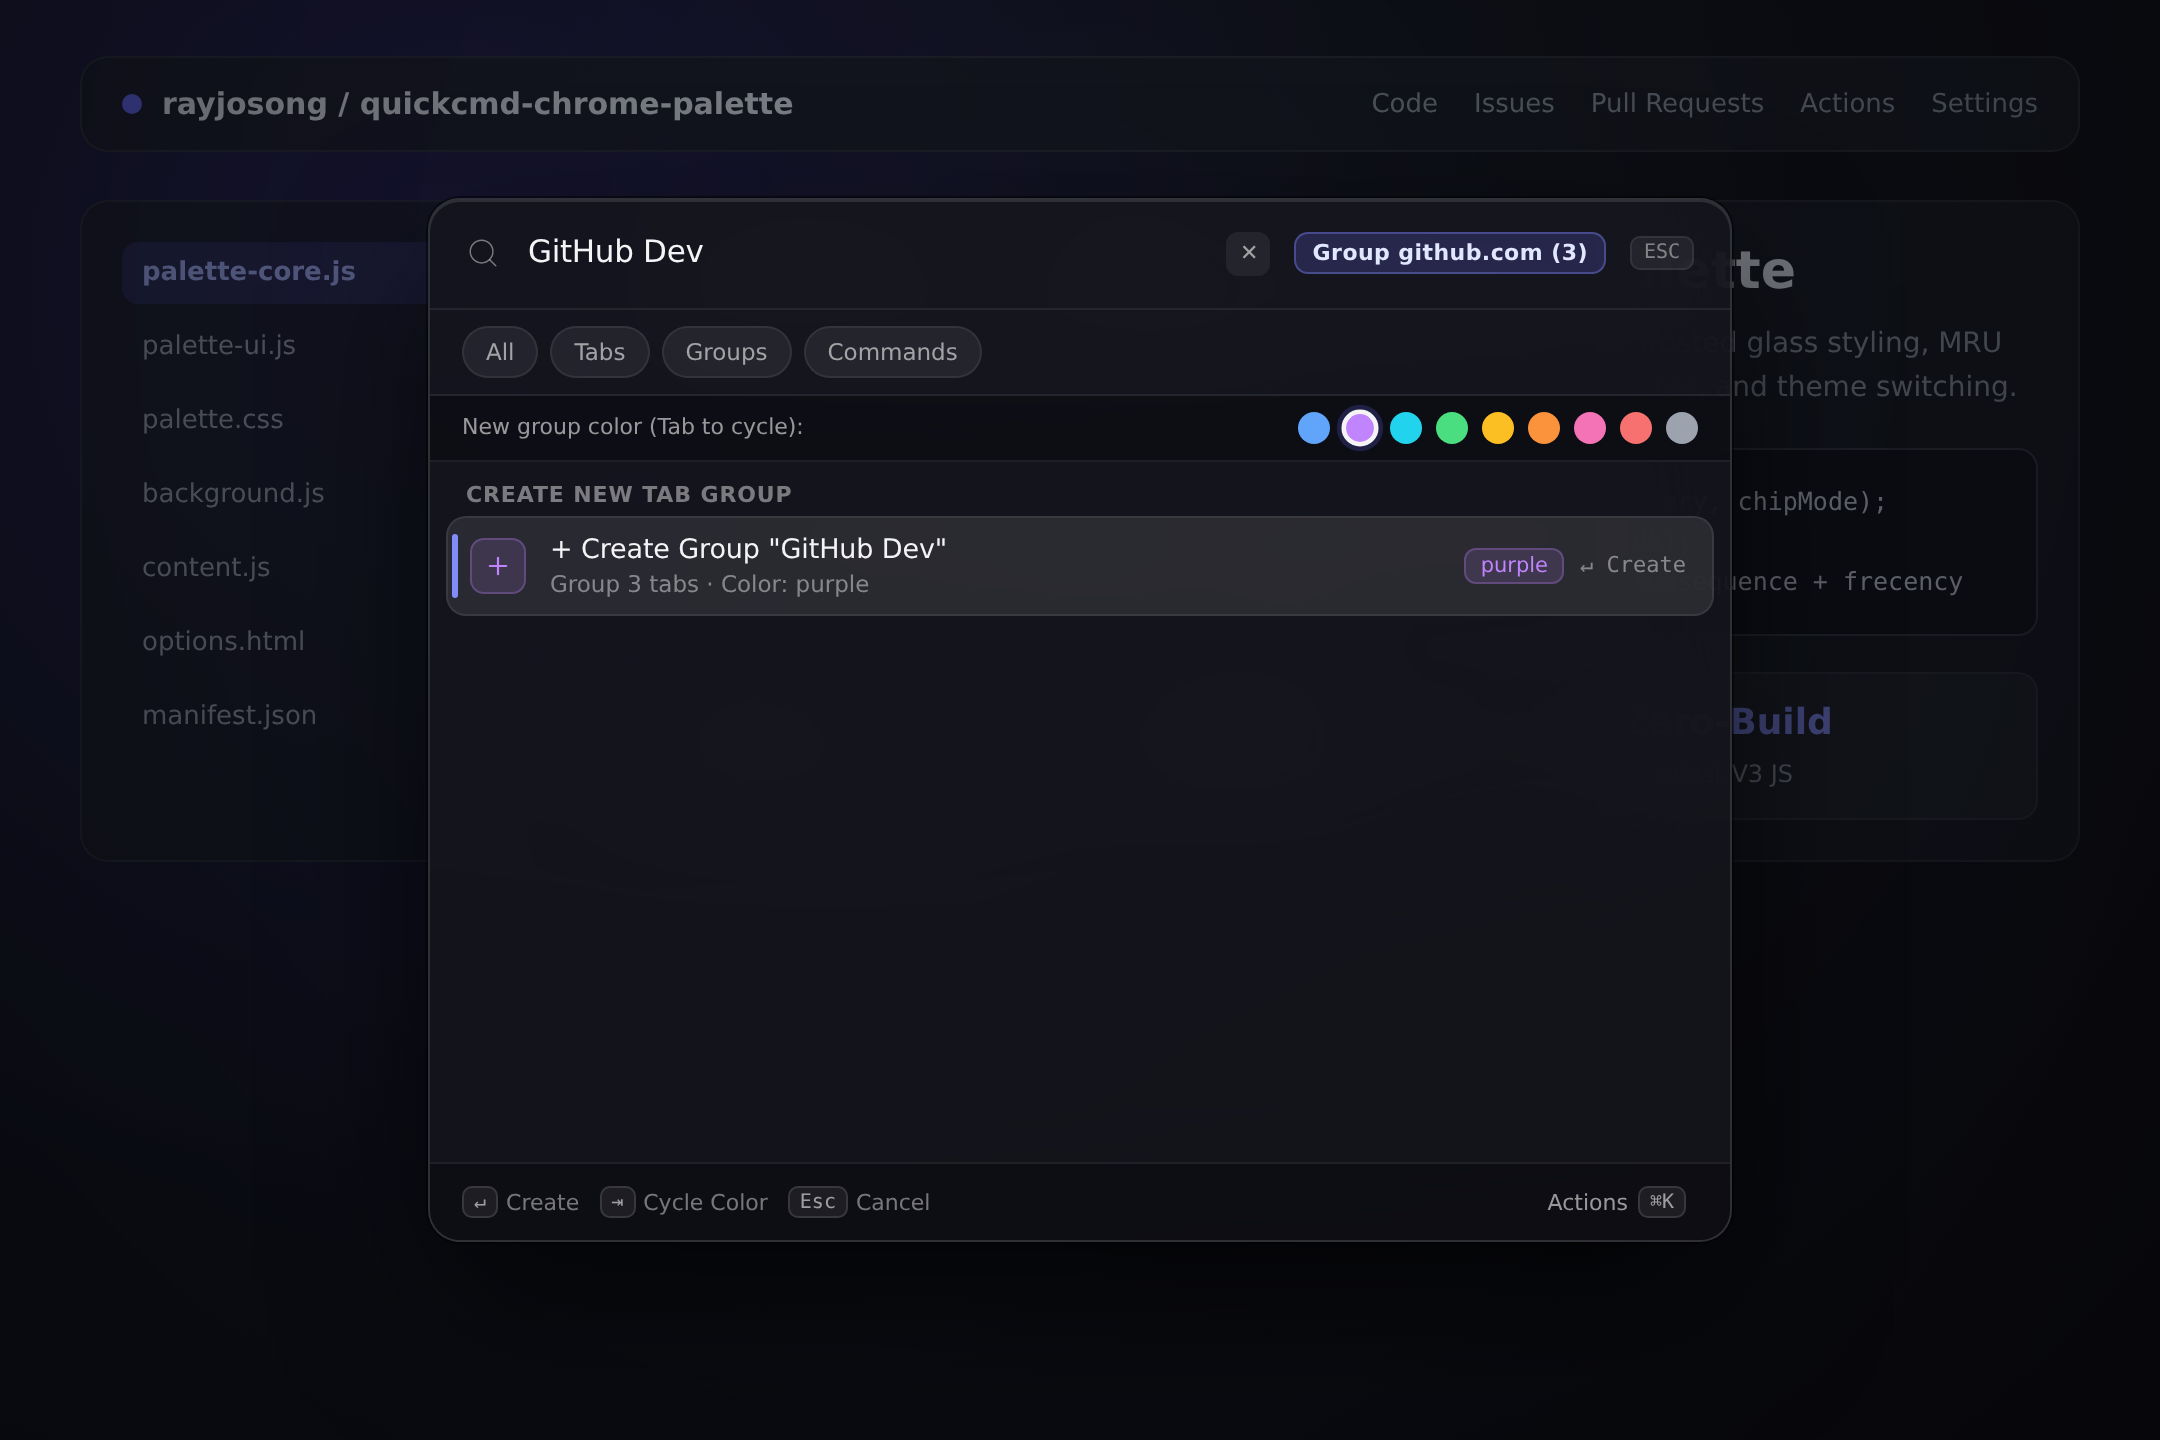 rayjosong / quickcmd-chrome-palette
Code Issues Pull Requests Actions Settings
GitHub Dev
✕ Group github.com (3) ESC
All Tabs Groups Commands
New group color (Tab to cycle):
CREATE NEW TAB GROUP
+ Create Group "GitHub Dev"
Group 3 tabs · Color: purple
purple ↵ Create
↵ Create ⇥ Cycle Color Esc Cancel
Actions ⌘K
palette-core.js
palette-ui.js
palette.css
background.js
content.js
options.html
manifest.json
glass styling, MRU
and theme switching.
chipMode);
+ frecency
Build
V3 JS